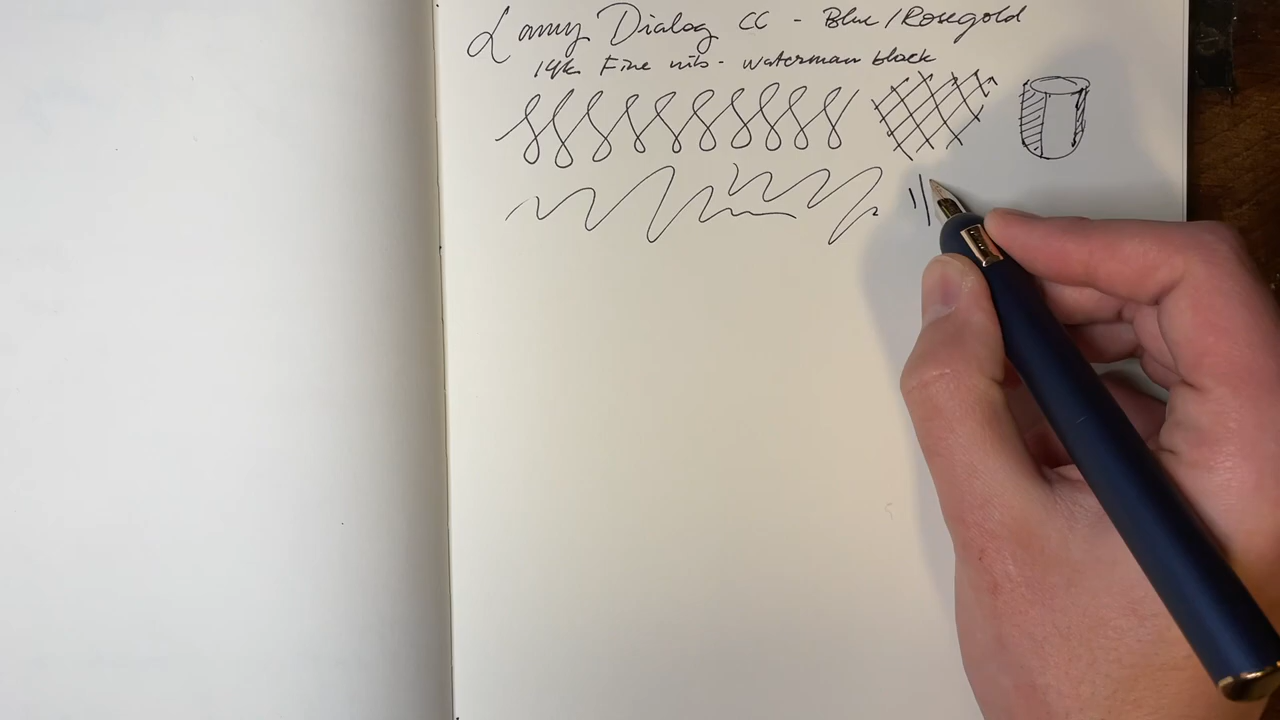 Lamy Dialog CC - Blue/Rosegold
14k Fine nib - waterman black